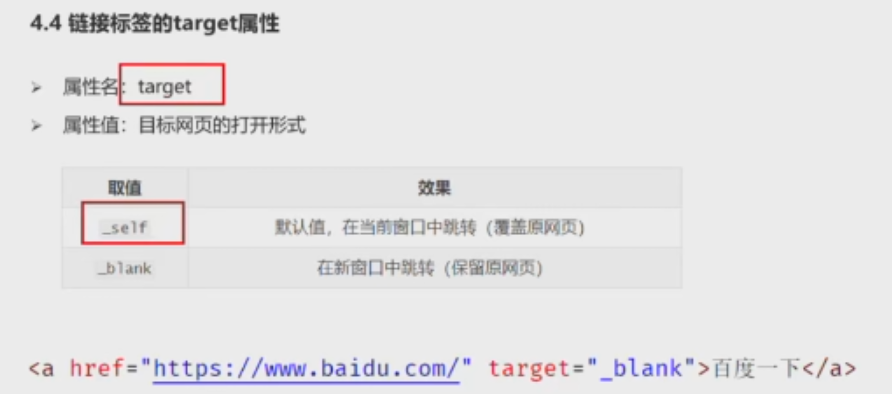 4.4 链接标签的target属性
➢ 属性名：target
➢ 属性值：目标网页的打开形式
取值 效果
_self 默认值，在当前窗口中跳转（覆盖原网页）
_blank 在新窗口中跳转（保留原网页）
<a href="https://www.baidu.com/" target="_blank">百度一下</a>